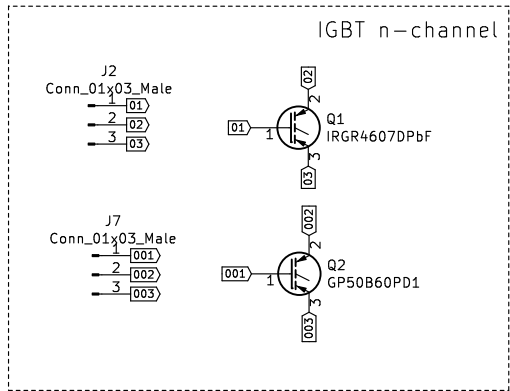 IGBT n-channel
J2
Conn_01x03_Male
1 01
2 02
3 03
02
2
Q1
IRGR4607DPbF
01
1
3
03
J7
Conn_01x03_Male
1 001
2 002
3 003
002
2
Q2
GP50B60PD1
001
1
3
003